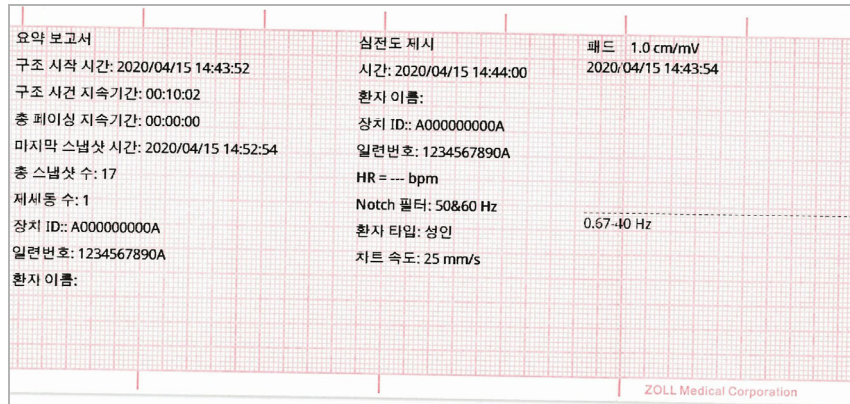 요약 보고서
구조 시작 시간: 2020/04/15 14:43:52
구조 사건 지속기간: 00:10:02
총 페이싱 지속기간: 00:00:00
마지막 스냅샷 시간: 2020/04/15 14:52:54
총 스냅샷 수: 17
제세동 수: 1
장치 ID:: A000000000A
일련번호: 1234567890A
환자 이름:
심전도 제시
시간: 2020/04/15 14:44:00
환자 이름:
장치 ID:: A000000000A
일련번호: 1234567890A
HR = --- bpm
Notch 필터: 50&60 Hz
환자 타입: 성인
차트 속도: 25 mm/s
패드 1.0 cm/mV
2020/04/15 14:43:54
0.67-40 Hz
ZOLL Medical Corporation